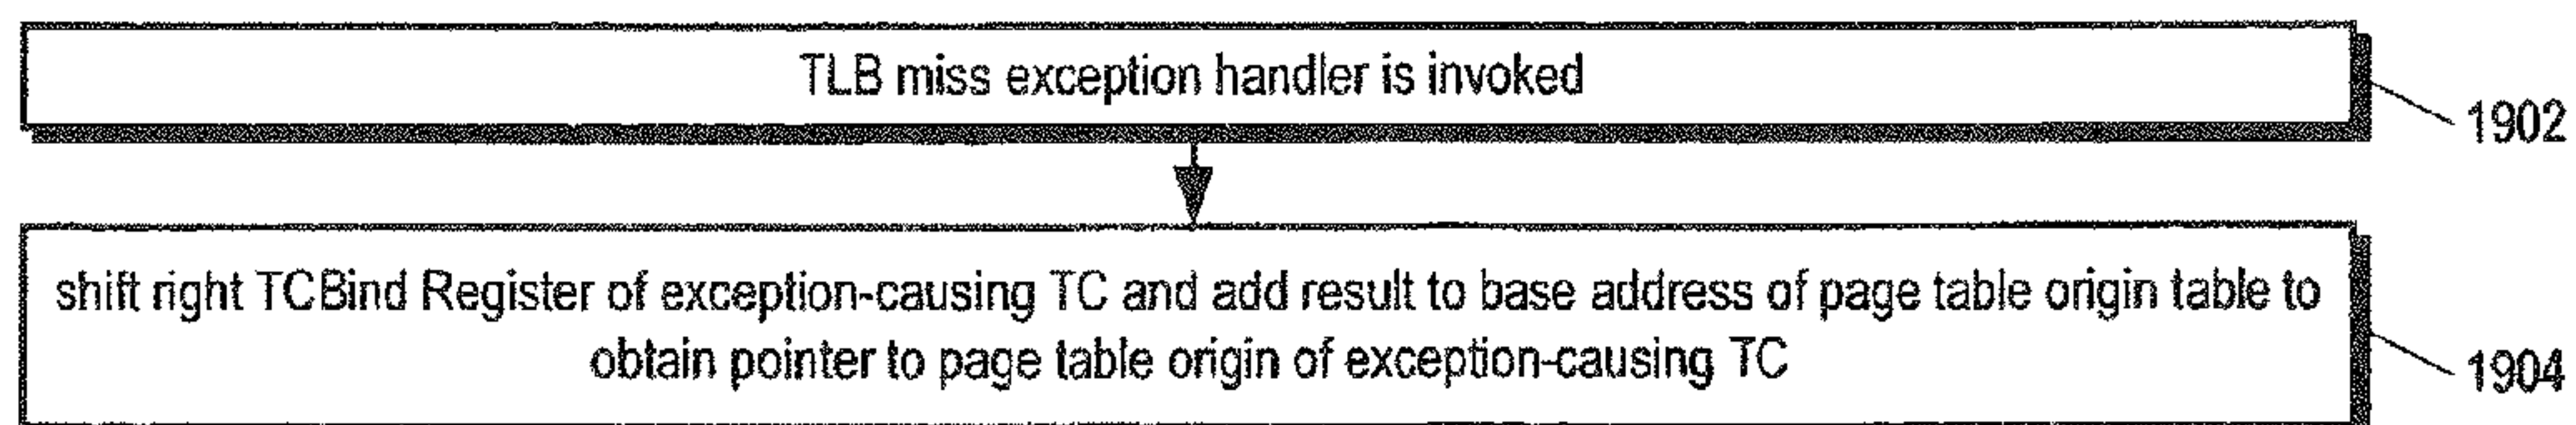 TLB miss exception handler is invoked
1902
shift right TCBind Register of exception-causing TC and add result to base address of page table origin table to
obtain pointer to page table origin of exception-causing TC
1904